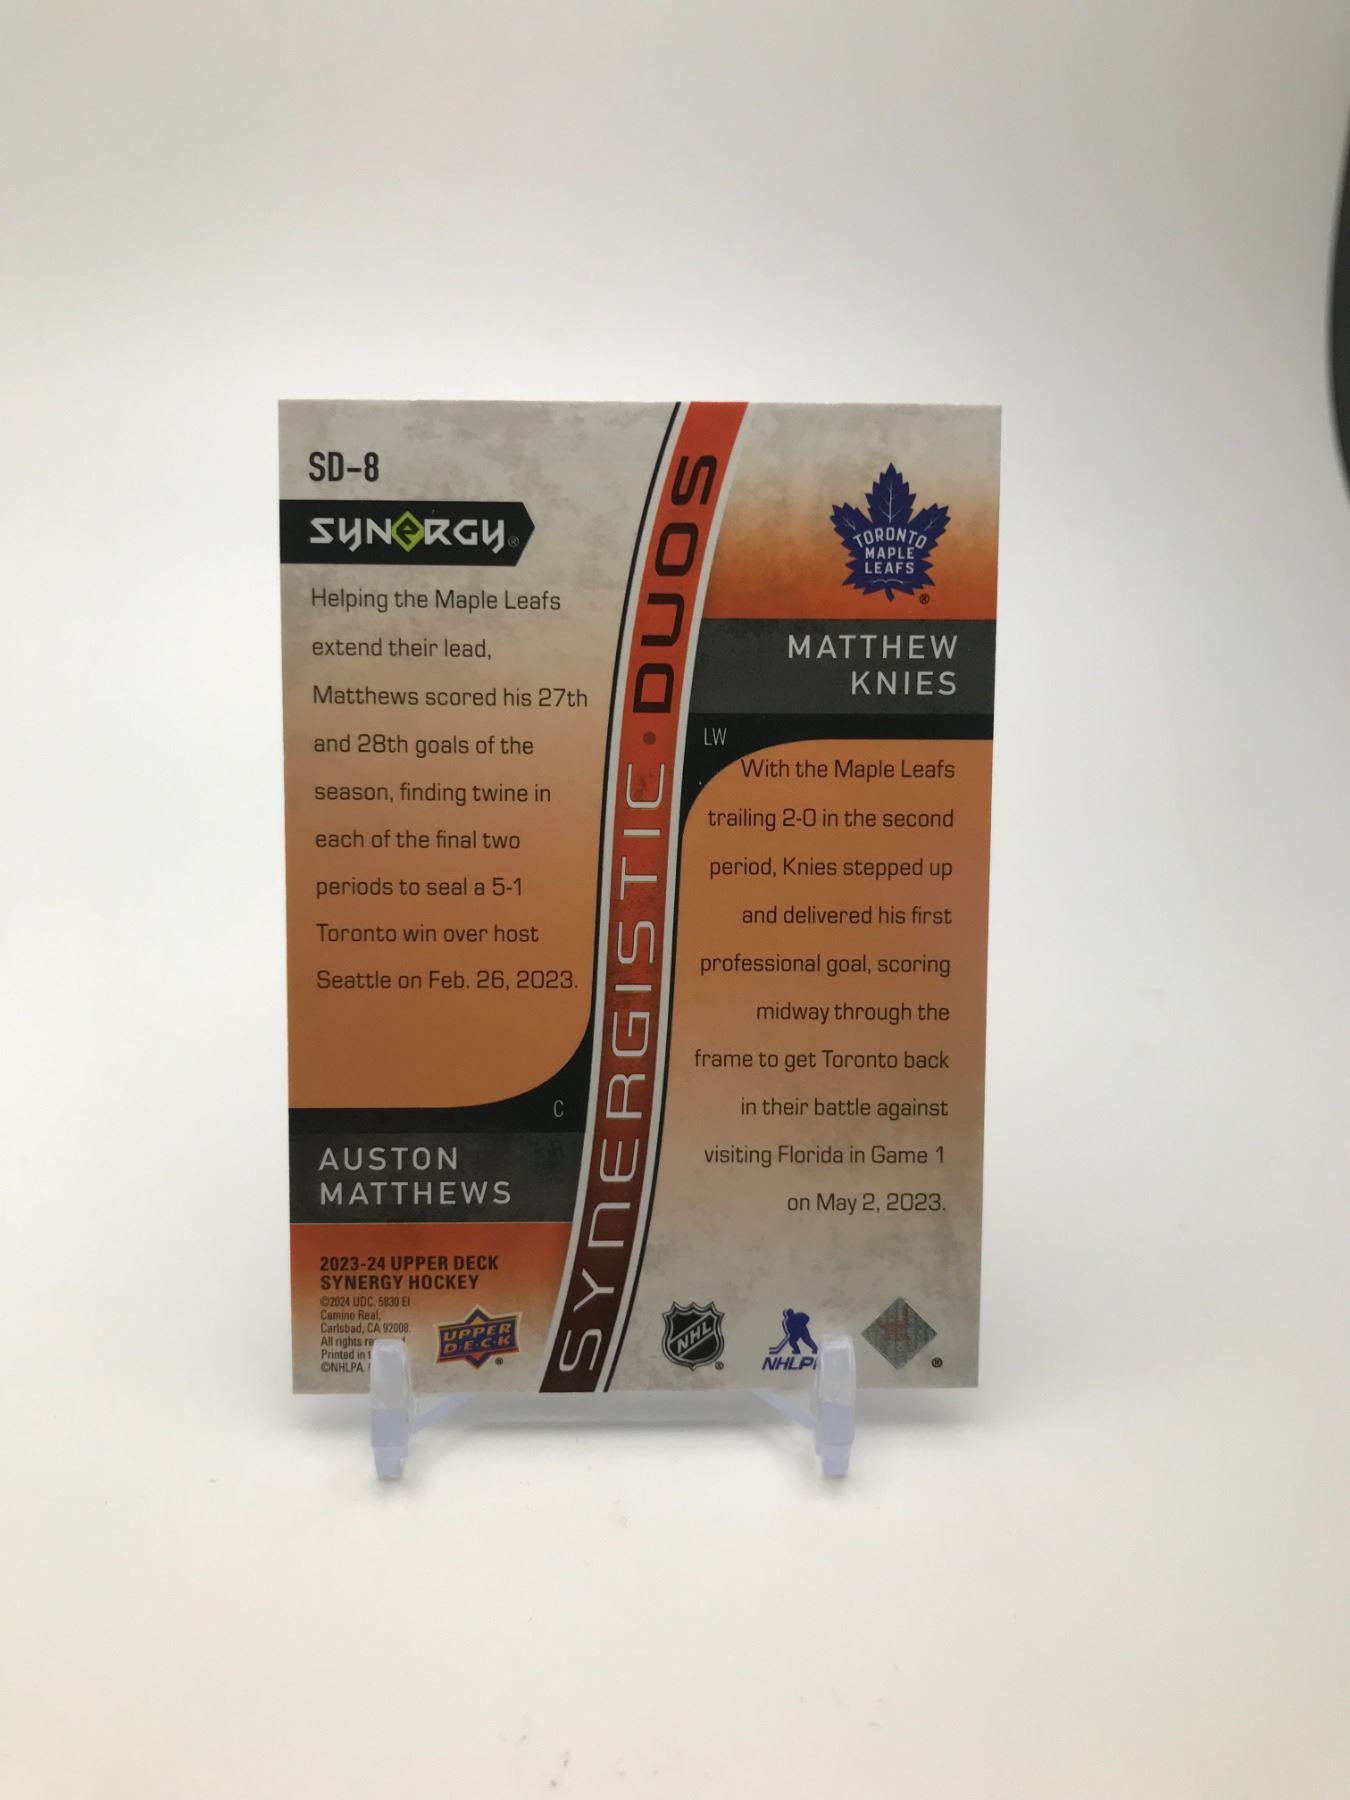 SD-8
SYNERGY®
Helping the Maple Leafs
extend their lead,
Matthews scored his 27th
and 28th goals of the
season, finding twine in
each of the final two
periods to seal a 5-1
Toronto win over host
Seattle on Feb. 26, 2023.
C
AUSTON
MATTHEWS
2023-24 UPPER DECK
SYNERGY HOCKEY
©2024 UDC. 5830 El
Camino Real,
Carlsbad, CA 92008.
All rights
Printed in
©NHLPA.
UPPER
D·E·C·K
®
SYNERGISTIC · DUOS
TORONTO
MAPLE
LEAFS
®
MATTHEW
KNIES
LW
With the Maple Leafs
trailing 2-0 in the second
period, Knies stepped up
and delivered his first
professional goal, scoring
midway through the
frame to get Toronto back
in their battle against
visiting Florida in Game 1
on May 2, 2023.
NHL
®
NHLP
®